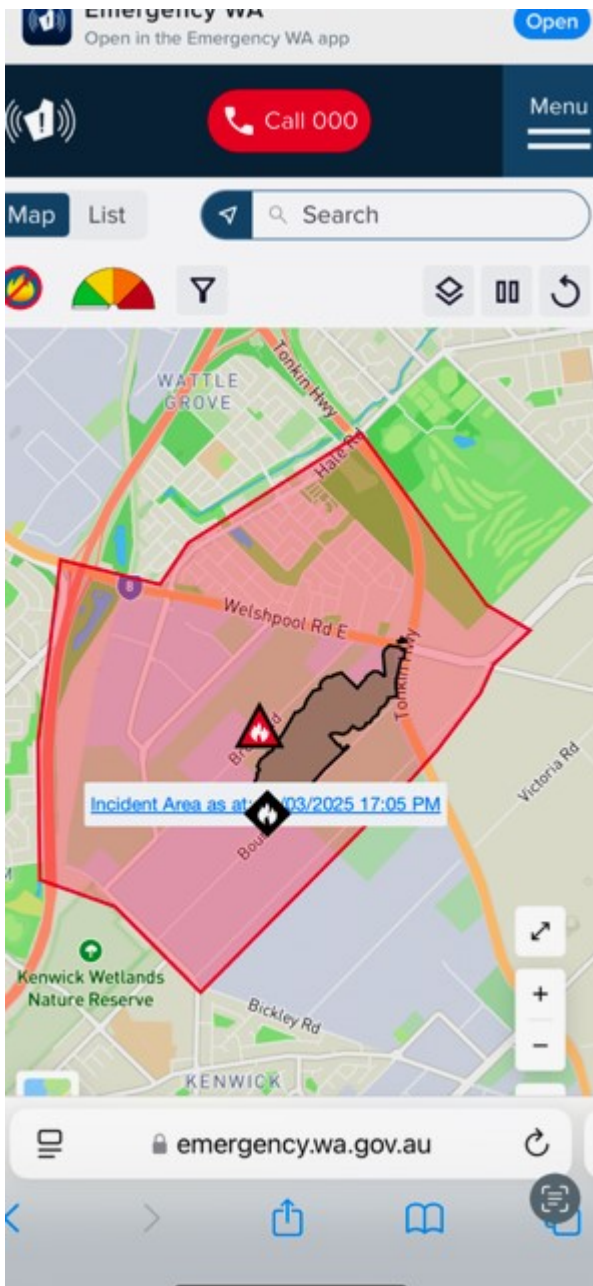 Emergency WA
Open in the Emergency WA app
Open
Call 000
Menu
Map
List
Search
WATTLE
GROVE
Tonkin Hwy
Hale Rd
8
Welshpool Rd E
Tonkin Hwy
Victoria Rd
Incident Area as at: /03/2025 17:05 PM
Kenwick Wetlands
Nature Reserve
Bickley Rd
KENWICK
emergency.wa.gov.au